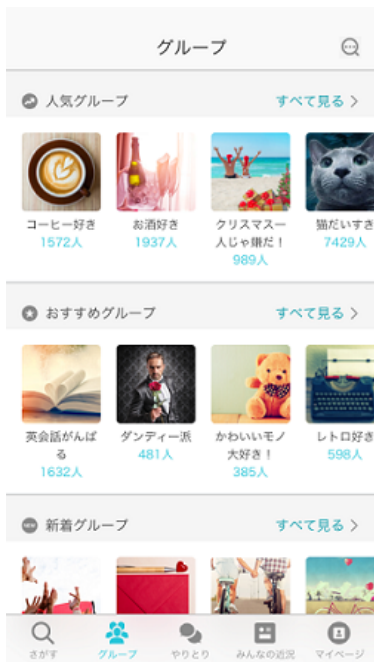 グループ
人気グループ
すべて見る
コーヒー好き
1572人
お酒好き
1937人
クリスマス一
人じゃ嫌だ！
989人
猫だいすき
7429人
おすすめグループ
すべて見る
英会話がんば
る
1632人
ダンディー派
481人
かわいいモノ
大好き！
385人
レトロ好き
598人
NEW
新着グループ
すべて見る
さがす
グループ
やりとり
みんなの近況
マイページ